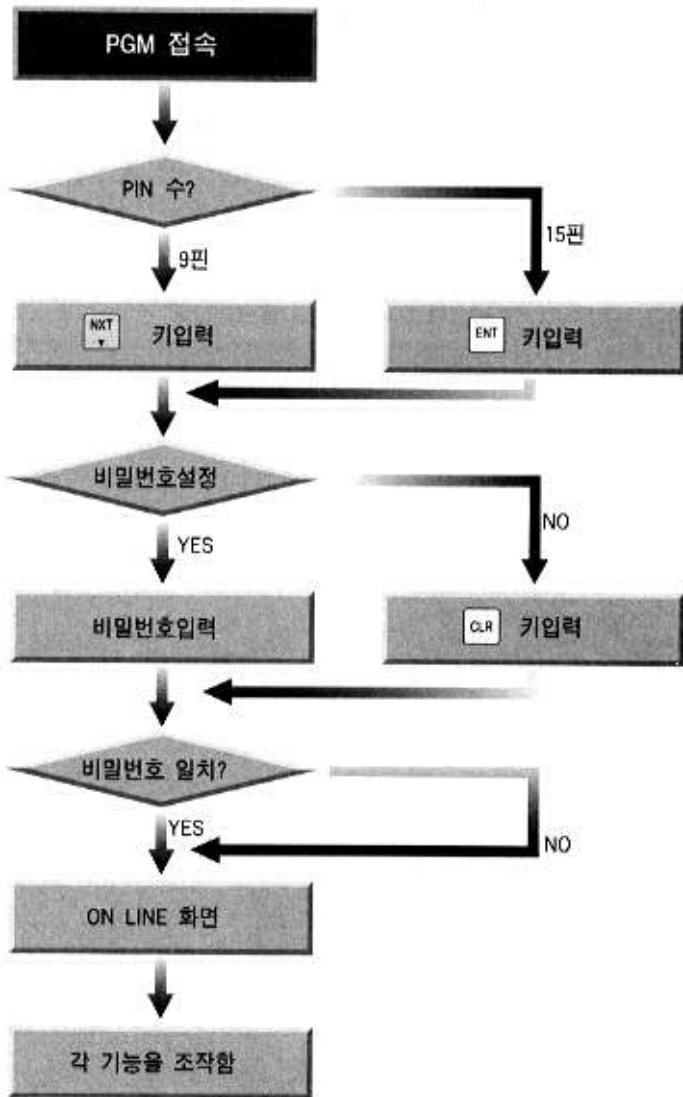 PGM 접속
PIN 수?
9핀
15핀
NXT
▼
키입력
ENT 키입력
비밀번호설정
YES
NO
비밀번호입력
CLR 키입력
비밀번호 일치?
YES
NO
ON LINE 화면
각 기능을 조작함